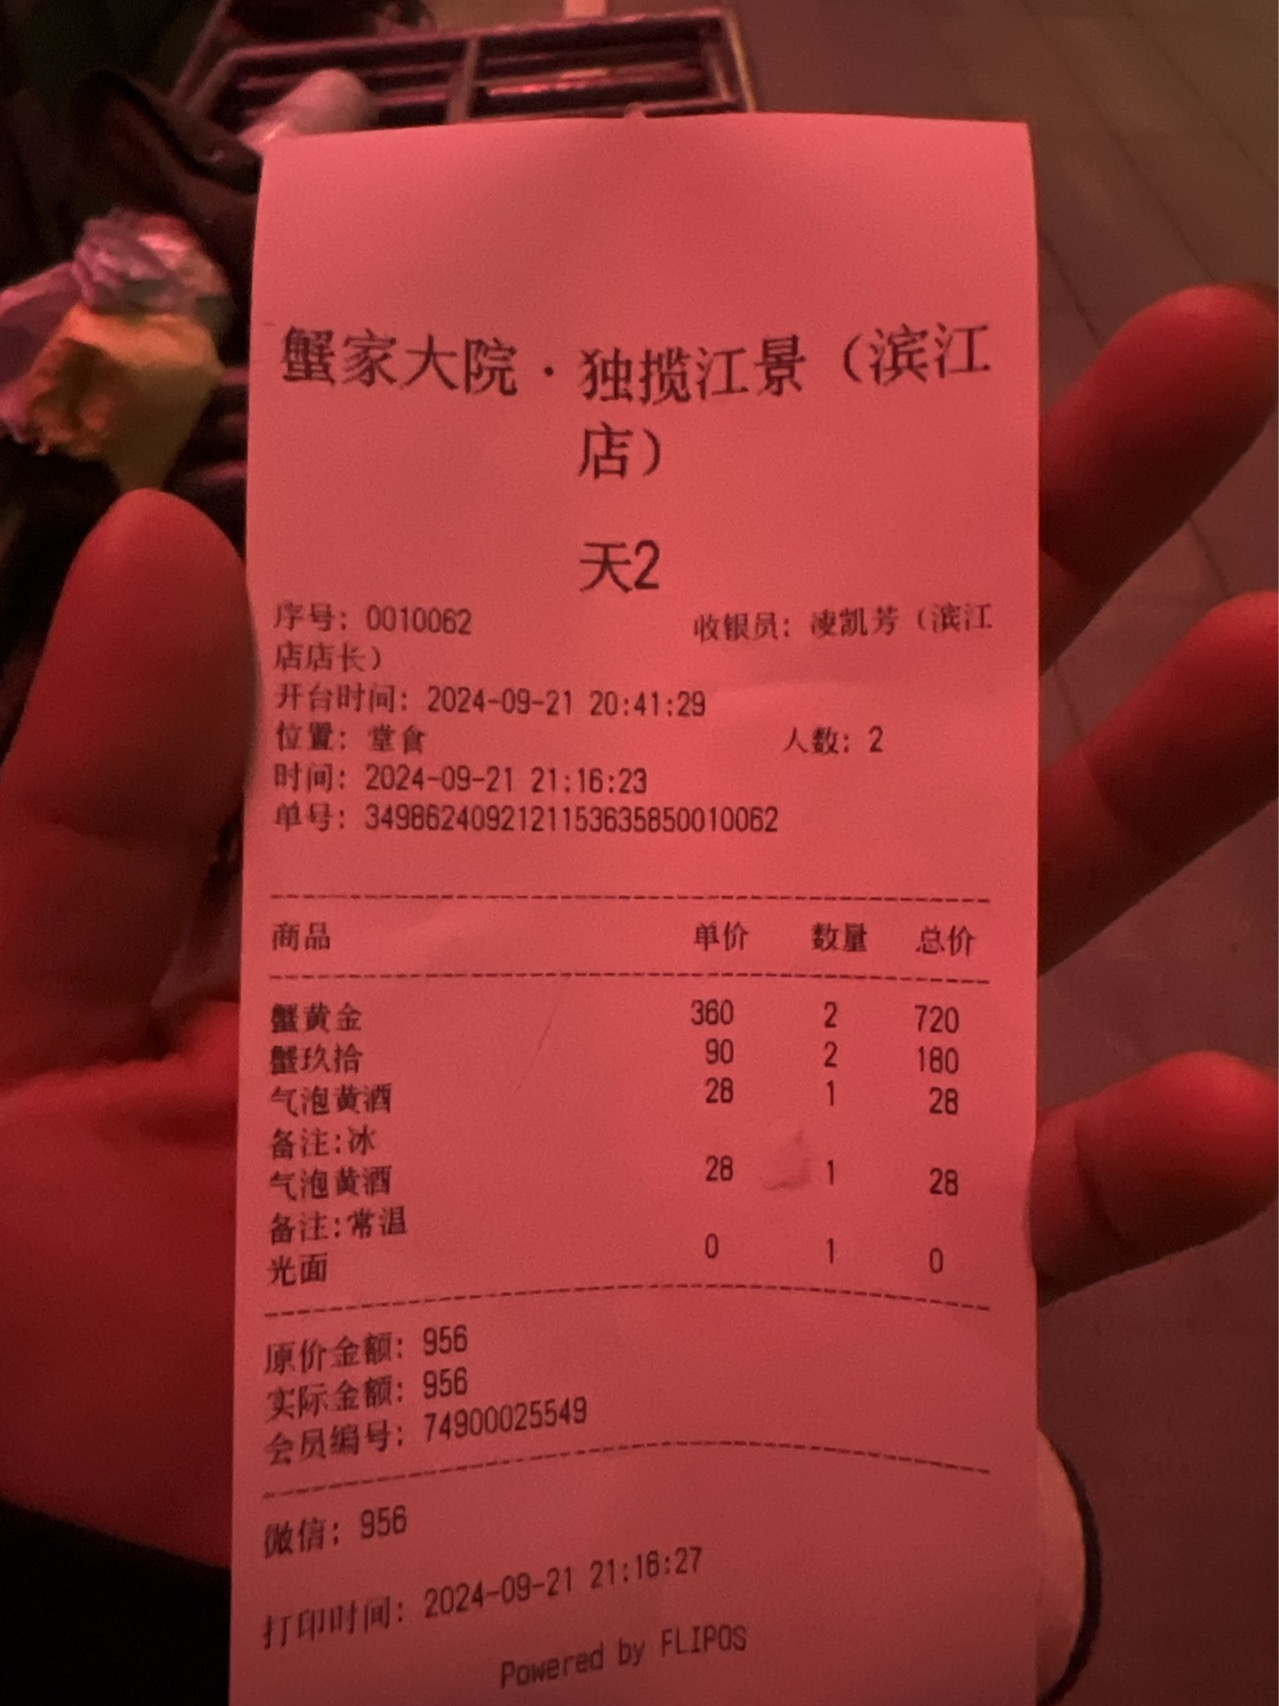 蟹家大院·独揽江景（滨江
店）
天2
序号：0010062 收银员：凌凯芳（滨江
店店长）
开台时间：2024-09-21 20:41:29
位置：堂食 人数：2
时间：2024-09-21 21:16:23
单号：3498624092121153635850010062
商品 单价 数量 总价
蟹黄金 360 2 720
蟹玖拾 90 2 180
气泡黄酒 28 1 28
备注:冰
气泡黄酒 28 1 28
备注:常温
光面 0 1 0
原价金额：956
实际金额：956
会员编号：74900025549
微信：956
打印时间：2024-09-21 21:16:27
Powered by FLIPOS